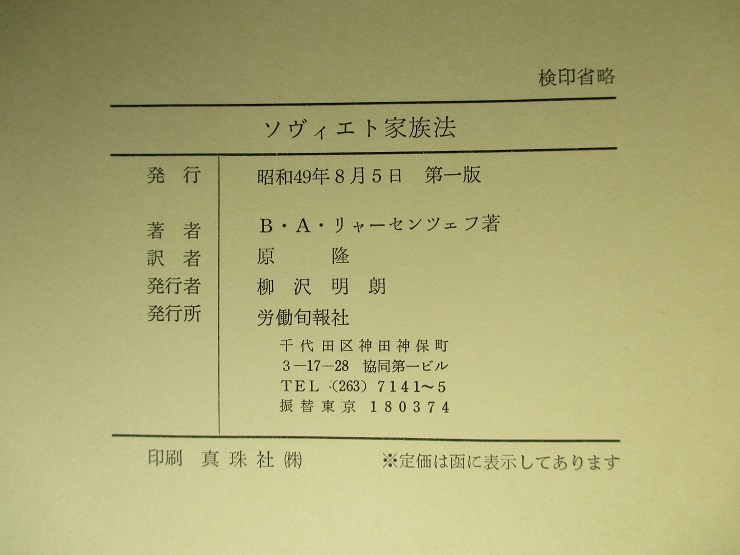 検印省略
ソヴィエト家族法
発行 昭和49年8月5日 第一版
著者 B・A・リャーセンツェフ著
訳者 原隆
発行者 柳沢明朗
発行所 労働旬報社
千代田区神田神保町
3-17-28 協同第一ビル
TEL (263) 7141~5
振替東京 180374
印刷 真珠社㈱ ※定価は函に表示してあります